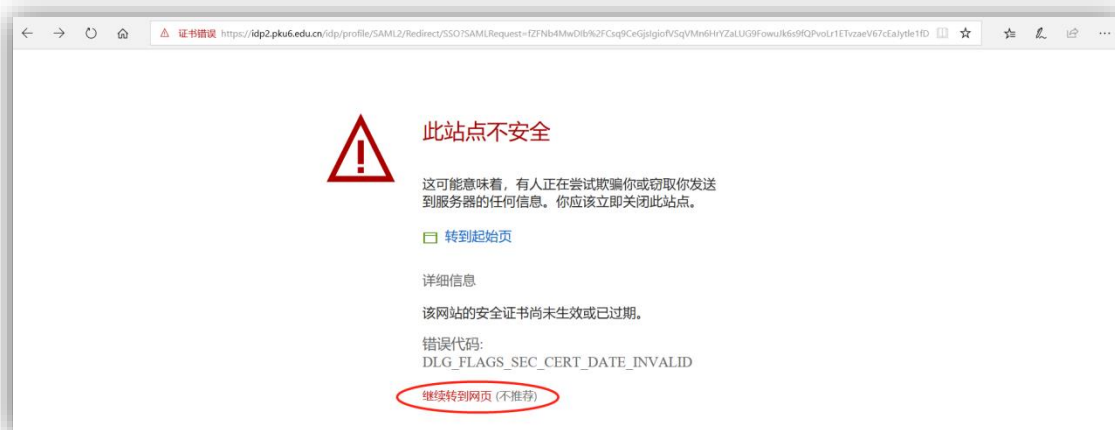 证书错误 https://idp2.pku6.edu.cn/idp/profile/SAML2/Redirect/SSO?SAMLRequest=fZFNb4MwDIb%2FCsq9CeGjsIgiofVSqVMn6HrYZaLUG9FowuJk6s9fQPvoLr1ETvzaeV67cEaJytle1fD
此站点不安全
这可能意味着，有人正在尝试欺骗你或窃取你发送
到服务器的任何信息。你应该立即关闭此站点。
转到起始页
详细信息
该网站的安全证书尚未生效或已过期。
错误代码:
DLG_FLAGS_SEC_CERT_DATE_INVALID
继续转到网页 (不推荐)